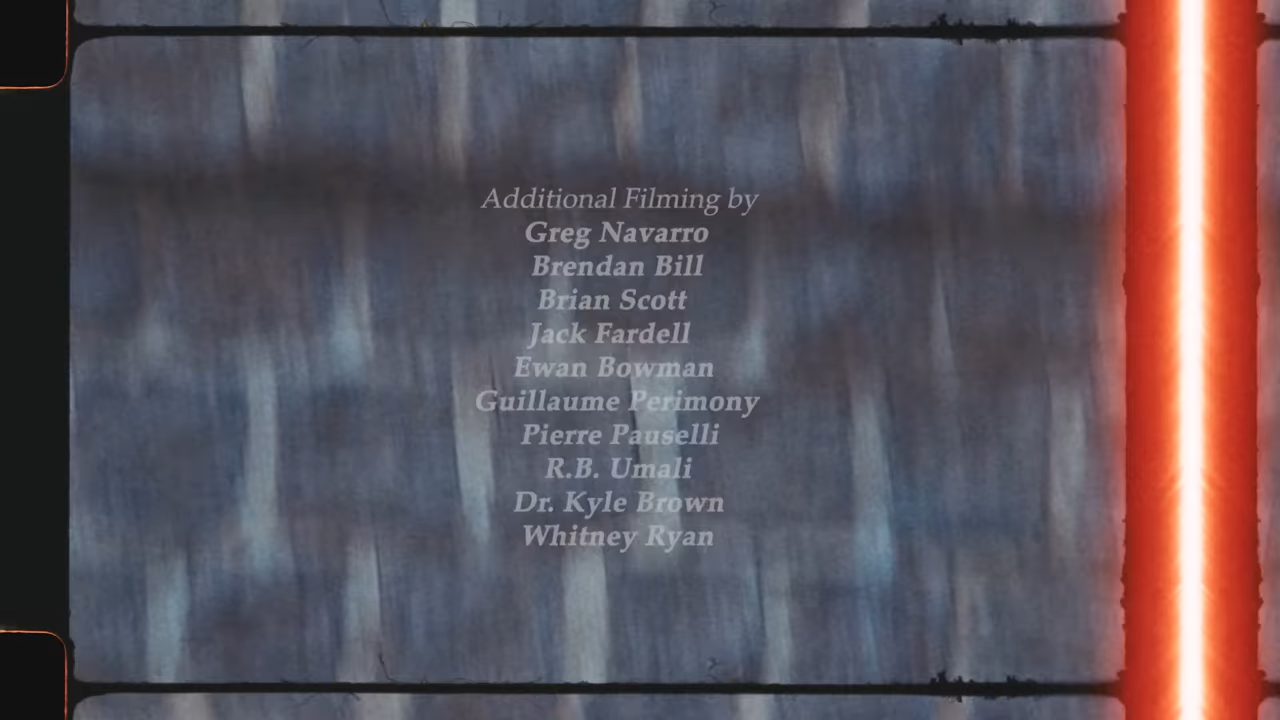 Additional Filming by
Greg Navarro
Brendan Bill
Brian Scott
Jack Fardell
Ewan Bowman
Guillaume Perimony
Pierre Pauselli
R.B. Umali
Dr. Kyle Brown
Whitney Ryan